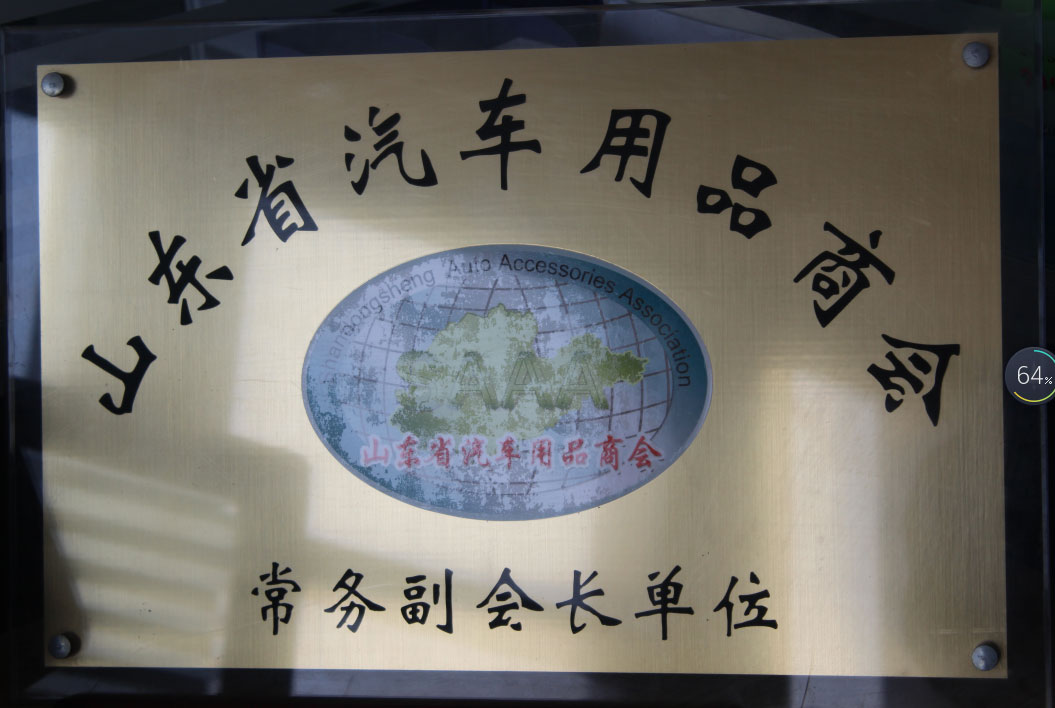 山东省汽车用品商会
Shandongsheng Auto Accessories Association
SAAA
山东省汽车用品商会
常务副会长单位
64%